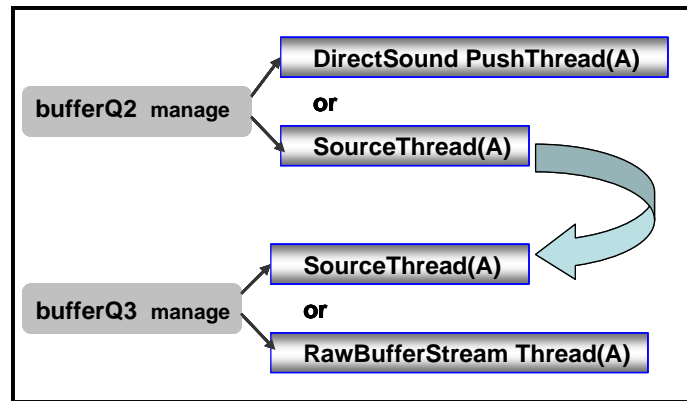 DirectSound PushThread(A)
bufferQ2 manage
or
SourceThread(A)
SourceThread(A)
bufferQ3 manage
or
RawBufferStream Thread(A)